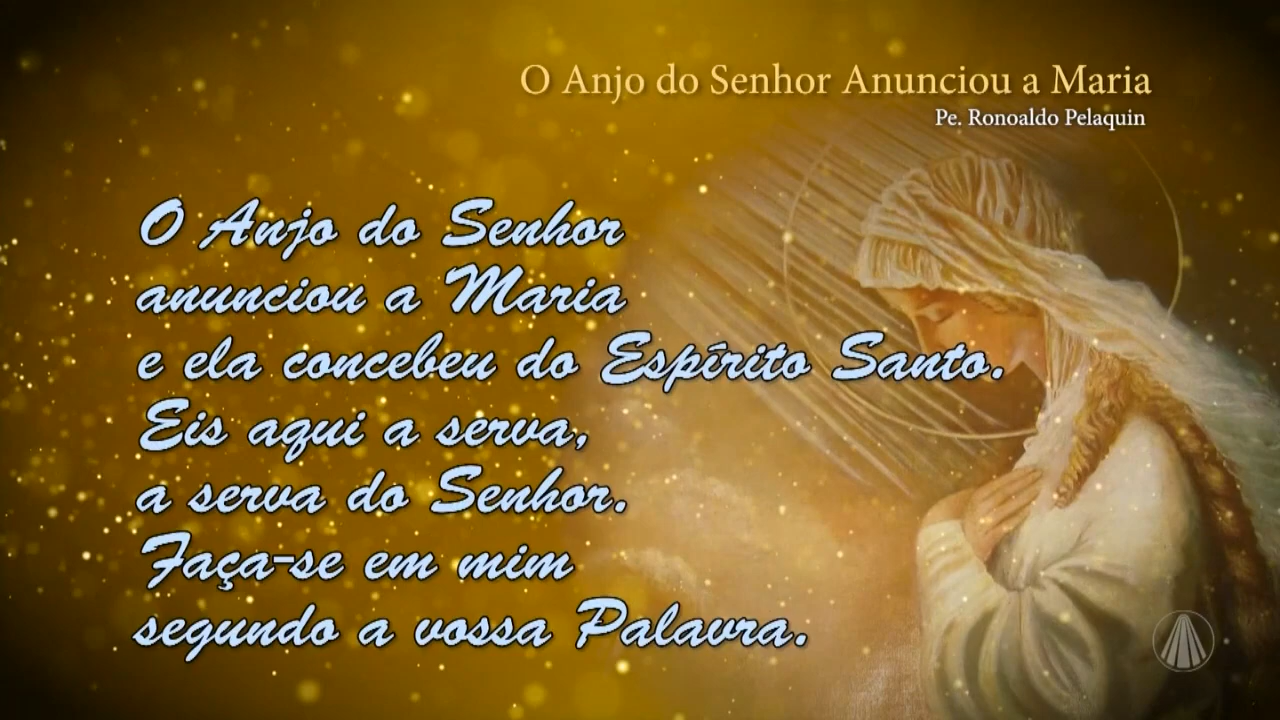 O Anjo do Senhor Anunciou a Maria
Pe. Ronoaldo Pelaquin
O Anjo do Senhor
anunciou a Maria
e ela concebeu do Espírito Santo.
Eis aqui a serva,
a serva do Senhor.
Faça-se em mim
segundo a vossa Palavra.